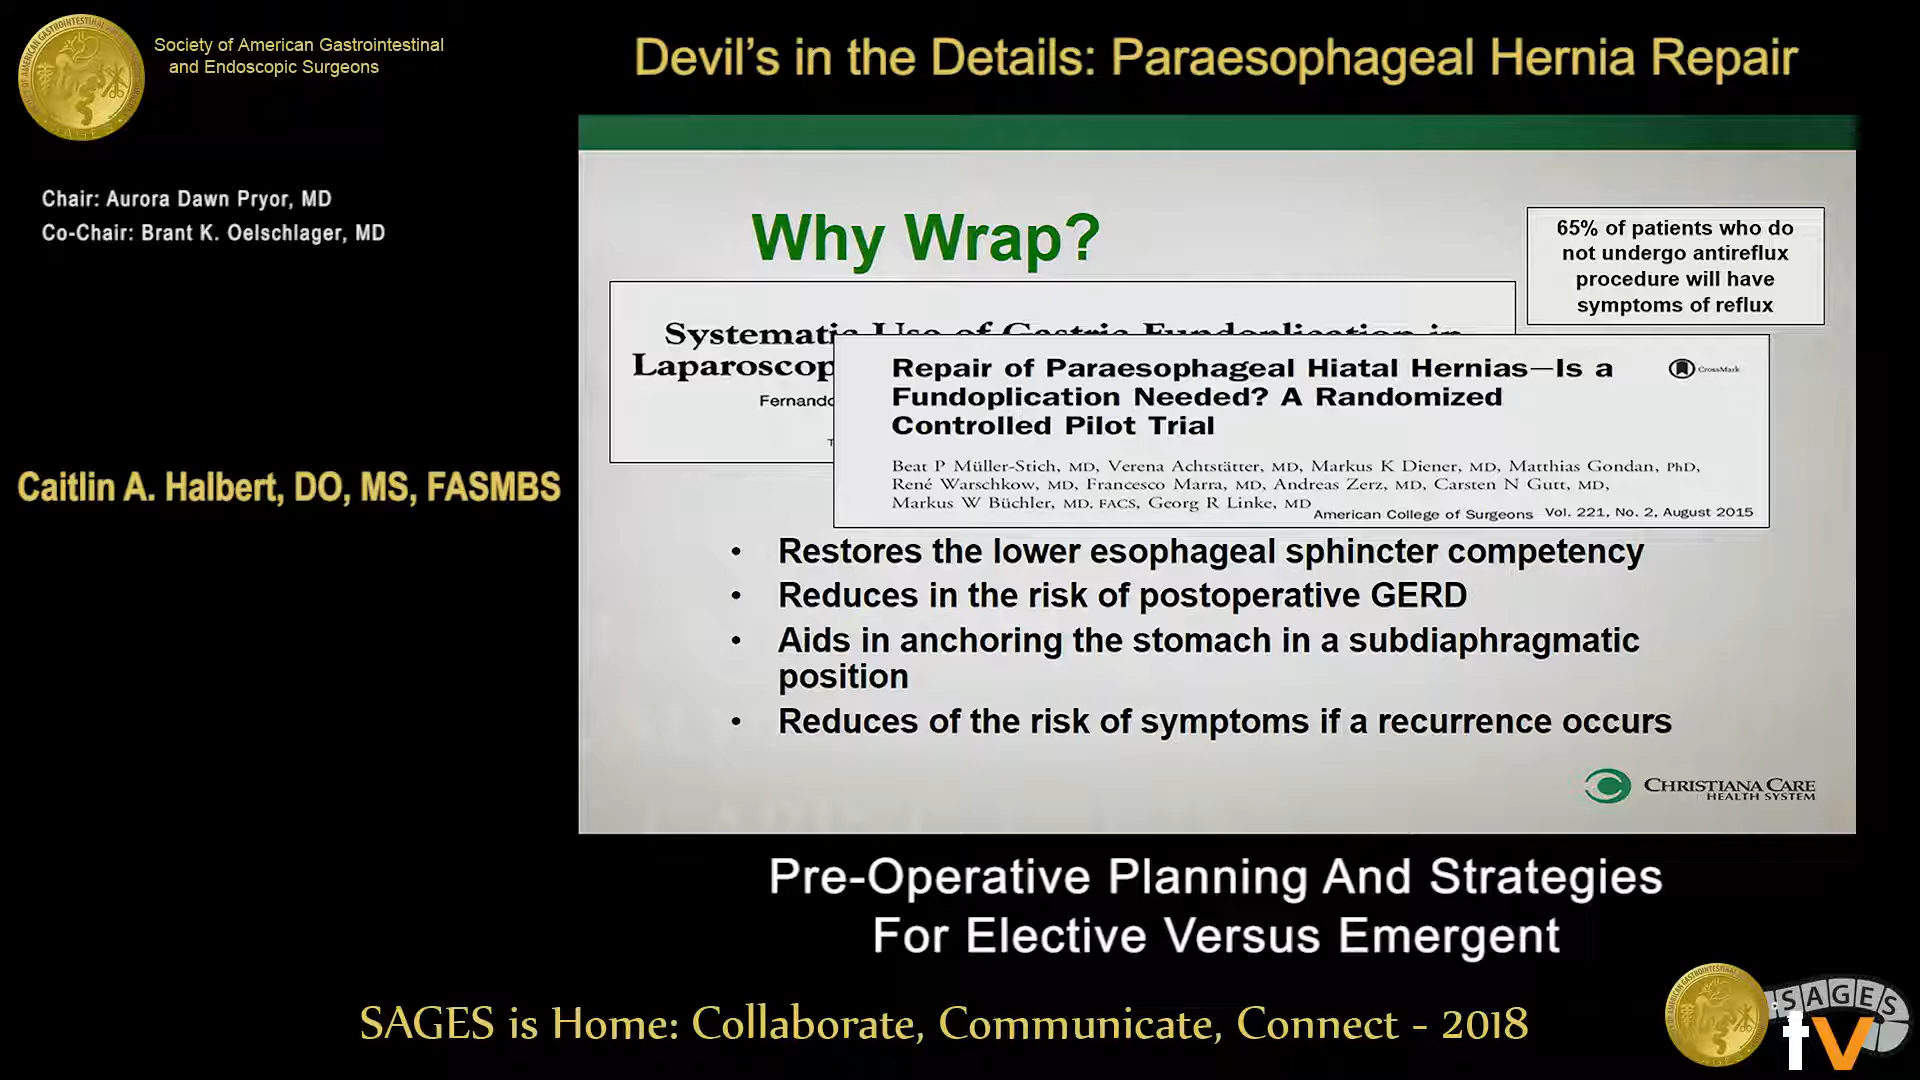 Society of American Gastrointestinal
and Endoscopic Surgeons
Devil's in the Details: Paraesophageal Hernia Repair
Chair: Aurora Dawn Pryor, MD
Co-Chair: Brant K. Oelschlager, MD
Caitlin A. Halbert, DO, MS, FASMBS
Why Wrap?
65% of patients who do
not undergo antireflux
procedure will have
symptoms of reflux
Systematic Use of Gastric Fundoplication in
Laparoscop
Fernando
Repair of Paraesophageal Hiatal Hernias—Is a
Fundoplication Needed? A Randomized
Controlled Pilot Trial
CrossMark
Beat P Müller-Stich, MD, Verena Achtstätter, MD, Markus K Diener, MD, Matthias Gondan, PhD,
René Warschkow, MD, Francesco Marra, MD, Andreas Zerz, MD, Carsten N Gutt, MD,
Markus W Büchler, MD, FACS, Georg R Linke, MD
American College of Surgeons Vol. 221, No. 2, August 2015
• Restores the lower esophageal sphincter competency
• Reduces in the risk of postoperative GERD
• Aids in anchoring the stomach in a subdiaphragmatic
position
• Reduces of the risk of symptoms if a recurrence occurs
CHRISTIANA CARE
HEALTH SYSTEM
Pre-Operative Planning And Strategies
For Elective Versus Emergent
SAGES is Home: Collaborate, Communicate, Connect - 2018
SAGES
tv